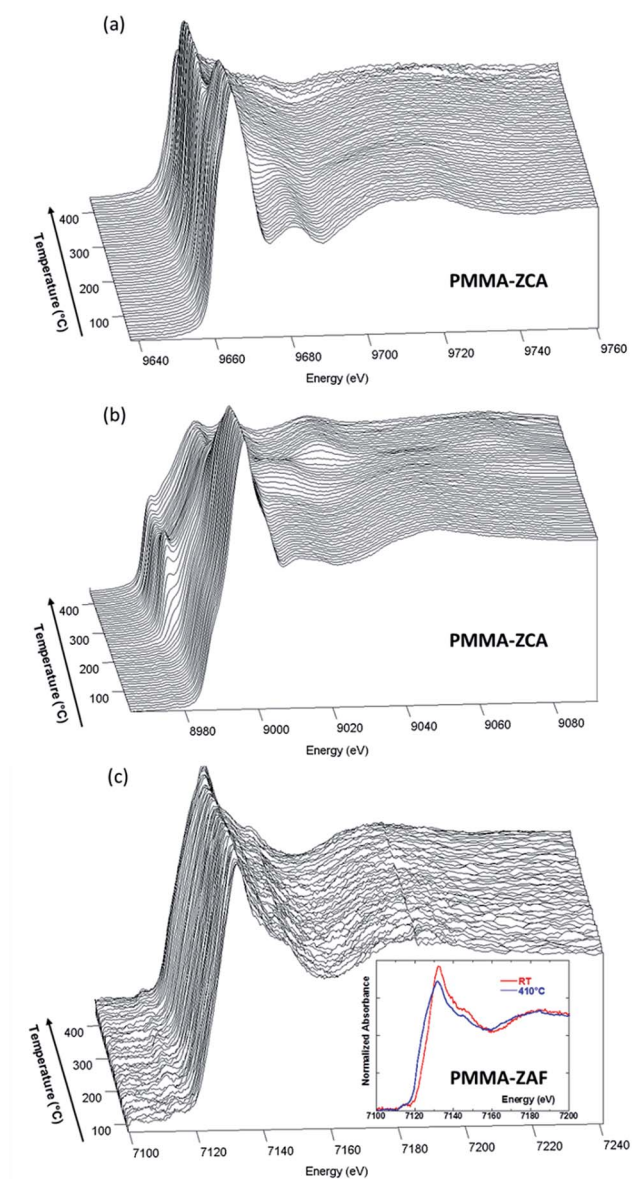 (a)
400
300
200
100
Temperature (°C)
PMMA-ZCA
9640 9660 9680 9700 9720 9740 9760
Energy (eV)
(b)
400
300
200
100
Temperature (°C)
PMMA-ZCA
8980 9000 9020 9040 9060 9080
Energy (eV)
(c)
400
300
200
100
Temperature (°C)
Normalized Absorbance
RT
410°C
PMMA-ZAF
Energy (eV)
7100 7120 7140 7160 7180 7200
7100 7120 7140 7160 7180 7200 7220 7240
Energy (eV)